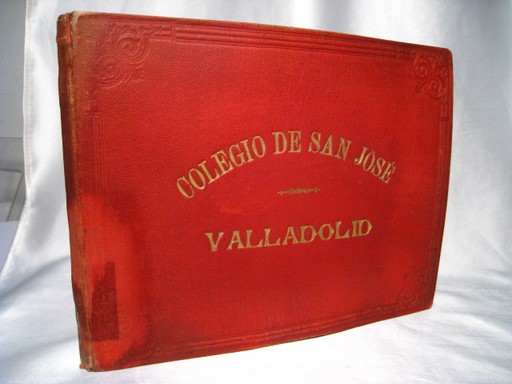 COLEGIO DE SAN JOSÉ
VALLADOLID